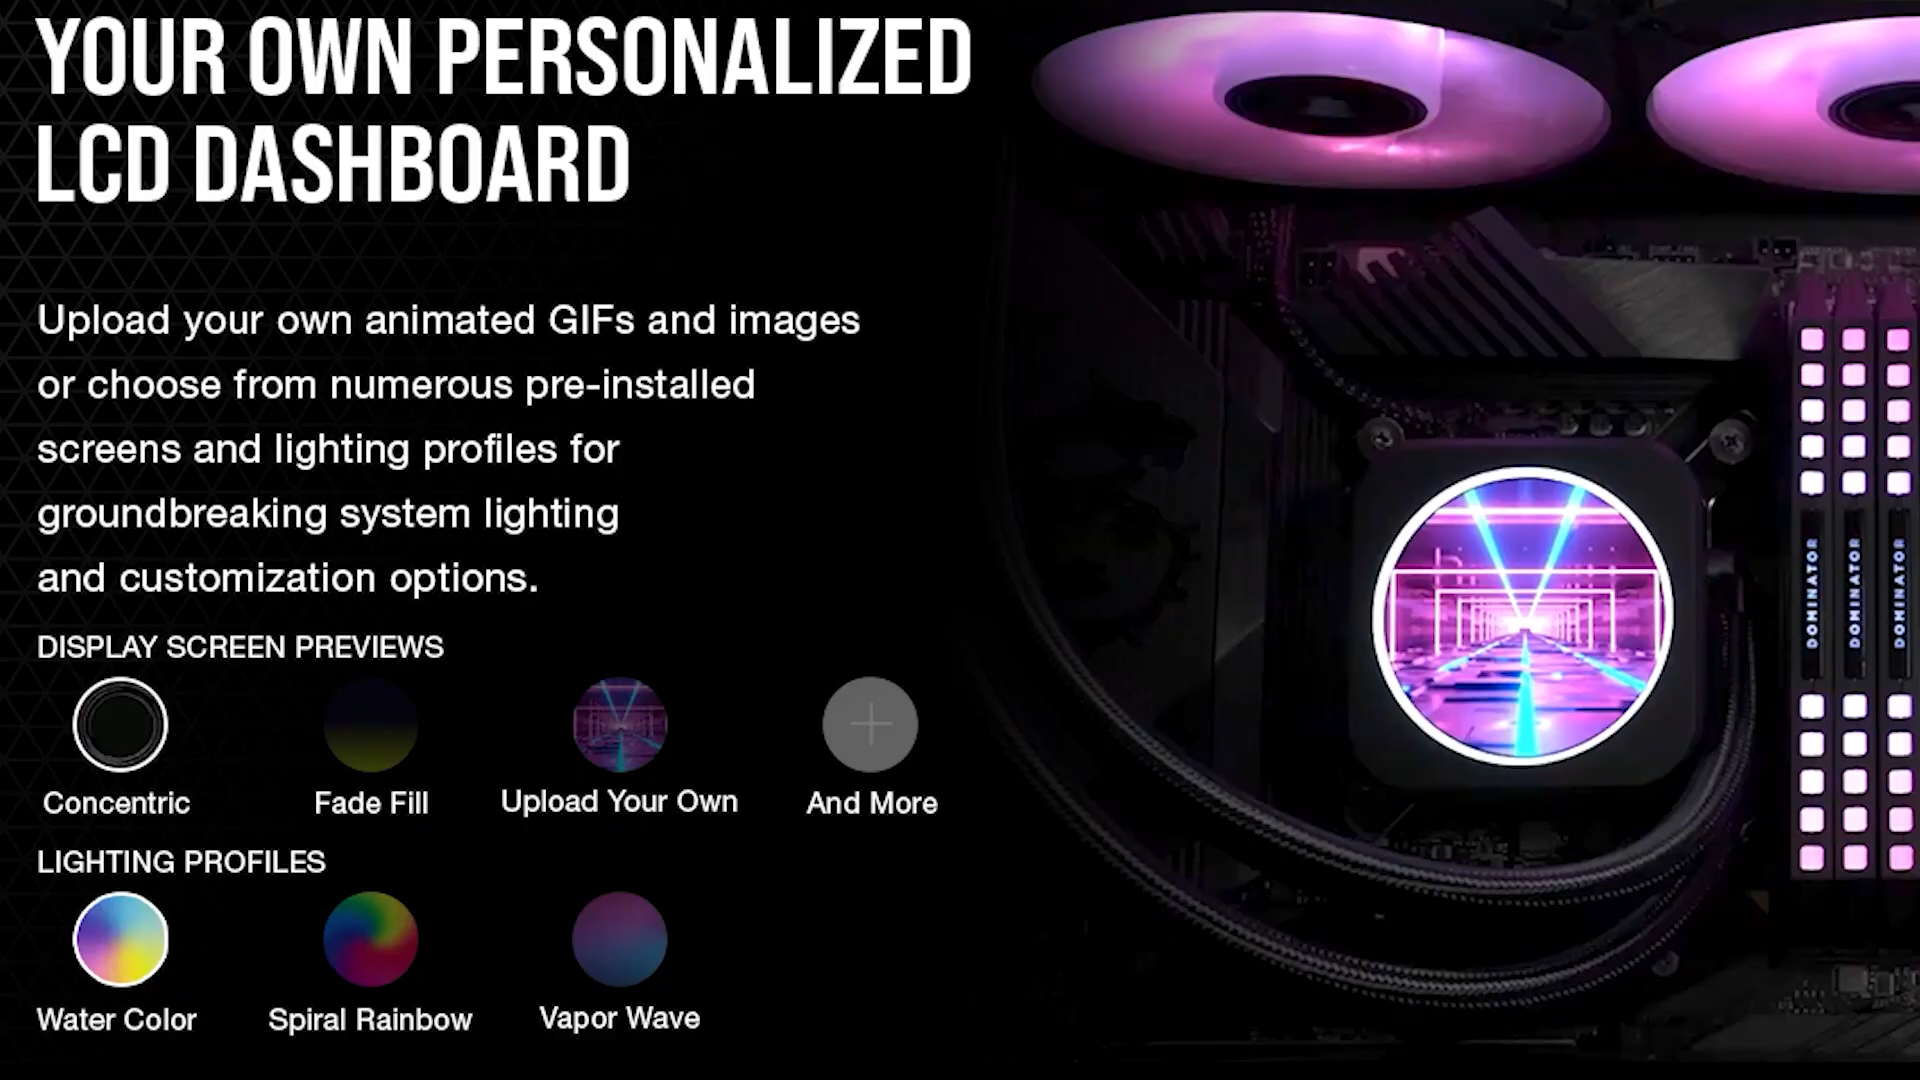 YOUR OWN PERSONALIZED
LCD DASHBOARD
Upload your own animated GIFs and images
or choose from numerous pre-installed
screens and lighting profiles for
groundbreaking system lighting
and customization options.
DISPLAY SCREEN PREVIEWS
Concentric
Fade Fill
Upload Your Own
And More
LIGHTING PROFILES
Water Color
Spiral Rainbow
Vapor Wave
DOMINATOR
DOMINATOR
DOMINATOR